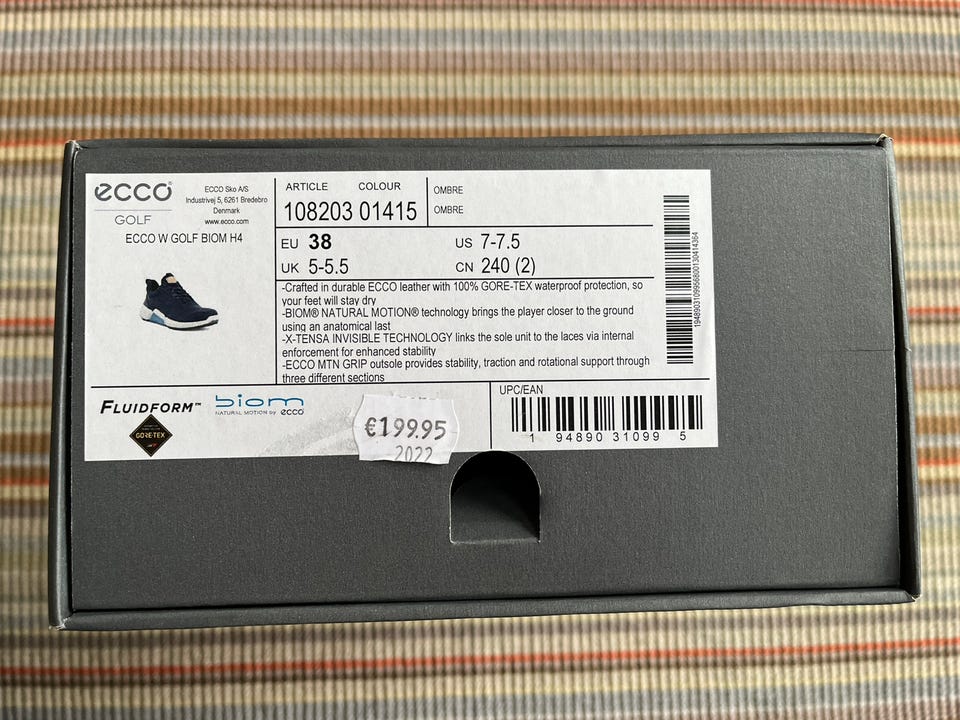 ecco®
GOLF
ECCO Sko A/S
Industrivej 5, 6261 Bredebro
Denmark
www.ecco.com
ECCO W GOLF BIOM H4
ARTICLE COLOUR
108203 01415
OMBRE
OMBRE
EU 38 US 7-7.5
UK 5-5.5 CN 240 (2)
-Crafted in durable ECCO leather with 100% GORE-TEX waterproof protection, so
your feet will stay dry
-BIOM® NATURAL MOTION® technology brings the player closer to the ground
using an anatomical last
-X-TENSA INVISIBLE TECHNOLOGY links the sole unit to the laces via internal
enforcement for enhanced stability
-ECCO MTN GRIP outsole provides stability, traction and rotational support through
three different sections
FLUIDFORM™
biom
NATURAL MOTION by ecco
GORE-TEX
€199.95
2022
UPC/EAN
1 94890 31099 5